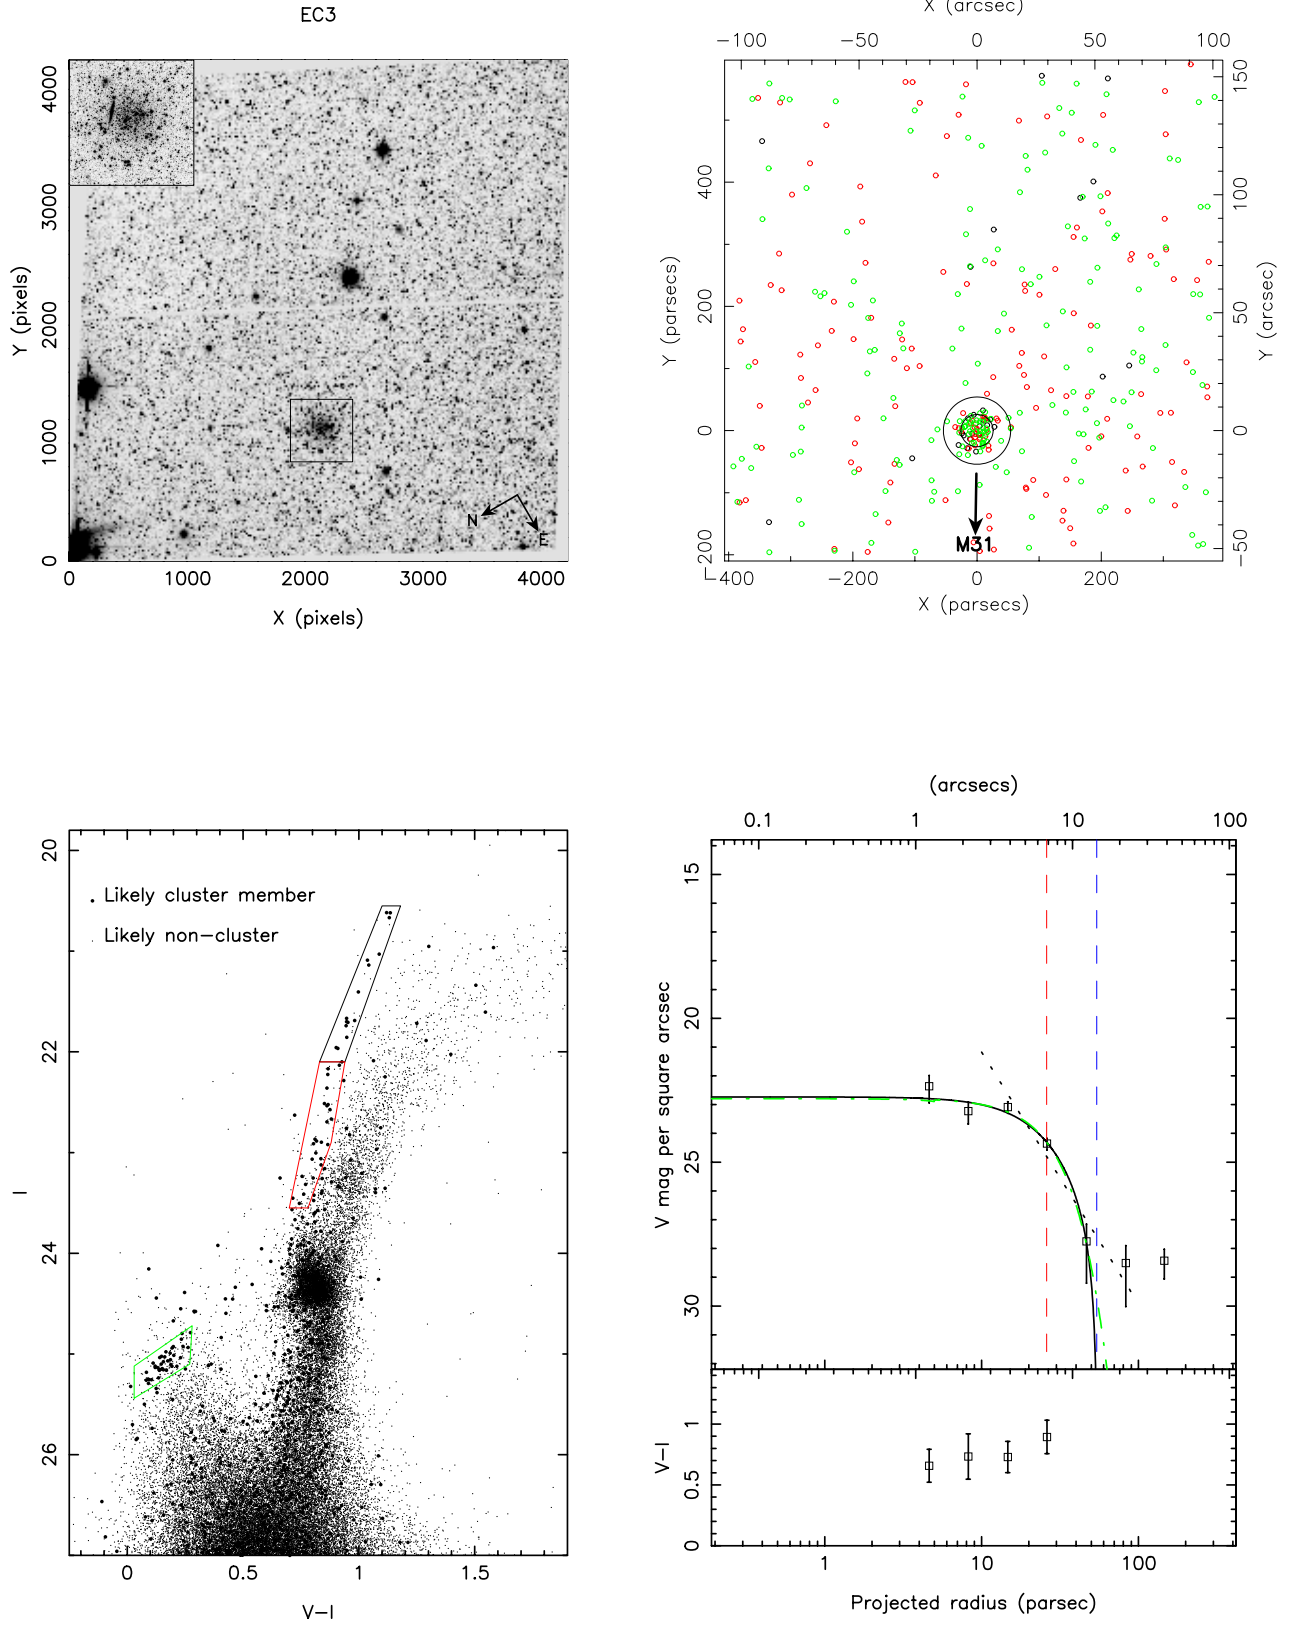 EC3
4000
3000
2000
1000
0
Y (pixels)
0 1000 2000 3000 4000
X (pixels)
N
E
X (arcsec)
−100 −50 0 50 100
400
200
0
−200
Y (parsecs)
150
100
50
0
−50
Y (arcsec)
M31
−400 −200 0 200
X (parsecs)
20
22
24
26
I
Likely cluster member
Likely non−cluster
0 0.5 1 1.5
V−I
(arcsecs)
0.1 1 10 100
15
20
25
30
V mag per square arcsec
1
0.5
0
V−I
1 10 100
Projected radius (parsec)